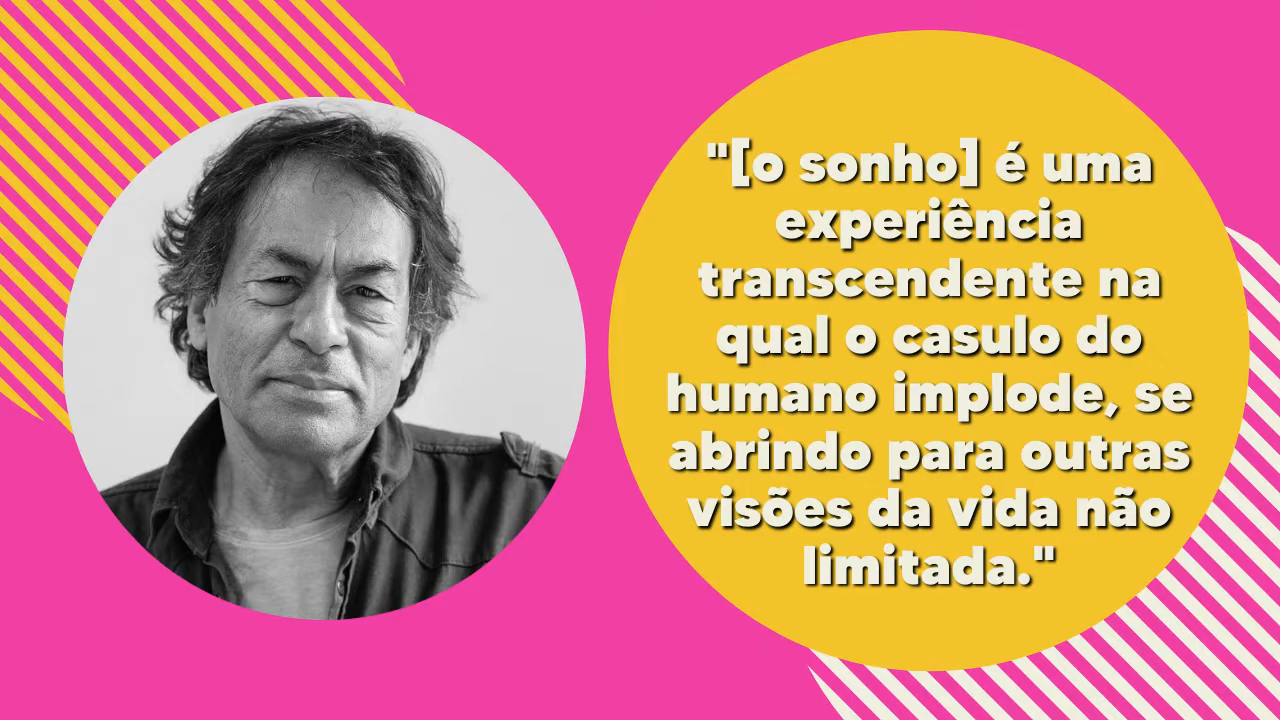 "[o sonho] é uma
experiência
transcendente na
qual o casulo do
humano implode, se
abrindo para outras
visões da vida não
limitada."